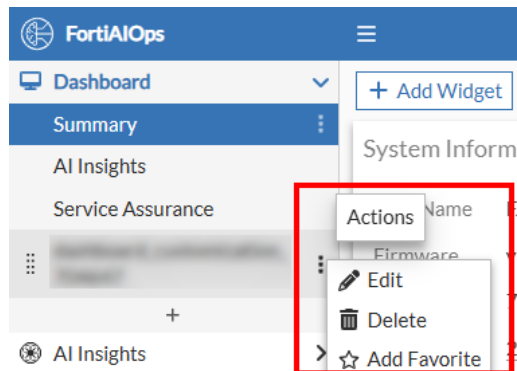 FortiAIOps
Dashboard
+ Add Widget
Summary
System Inform
AI Insights
Service Assurance
Actions
Name
Firmware
Edit
+
Delete
AI Insights
Add Favorite